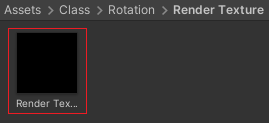 Assets > Class > Rotation > Render Texture
Render Tex...